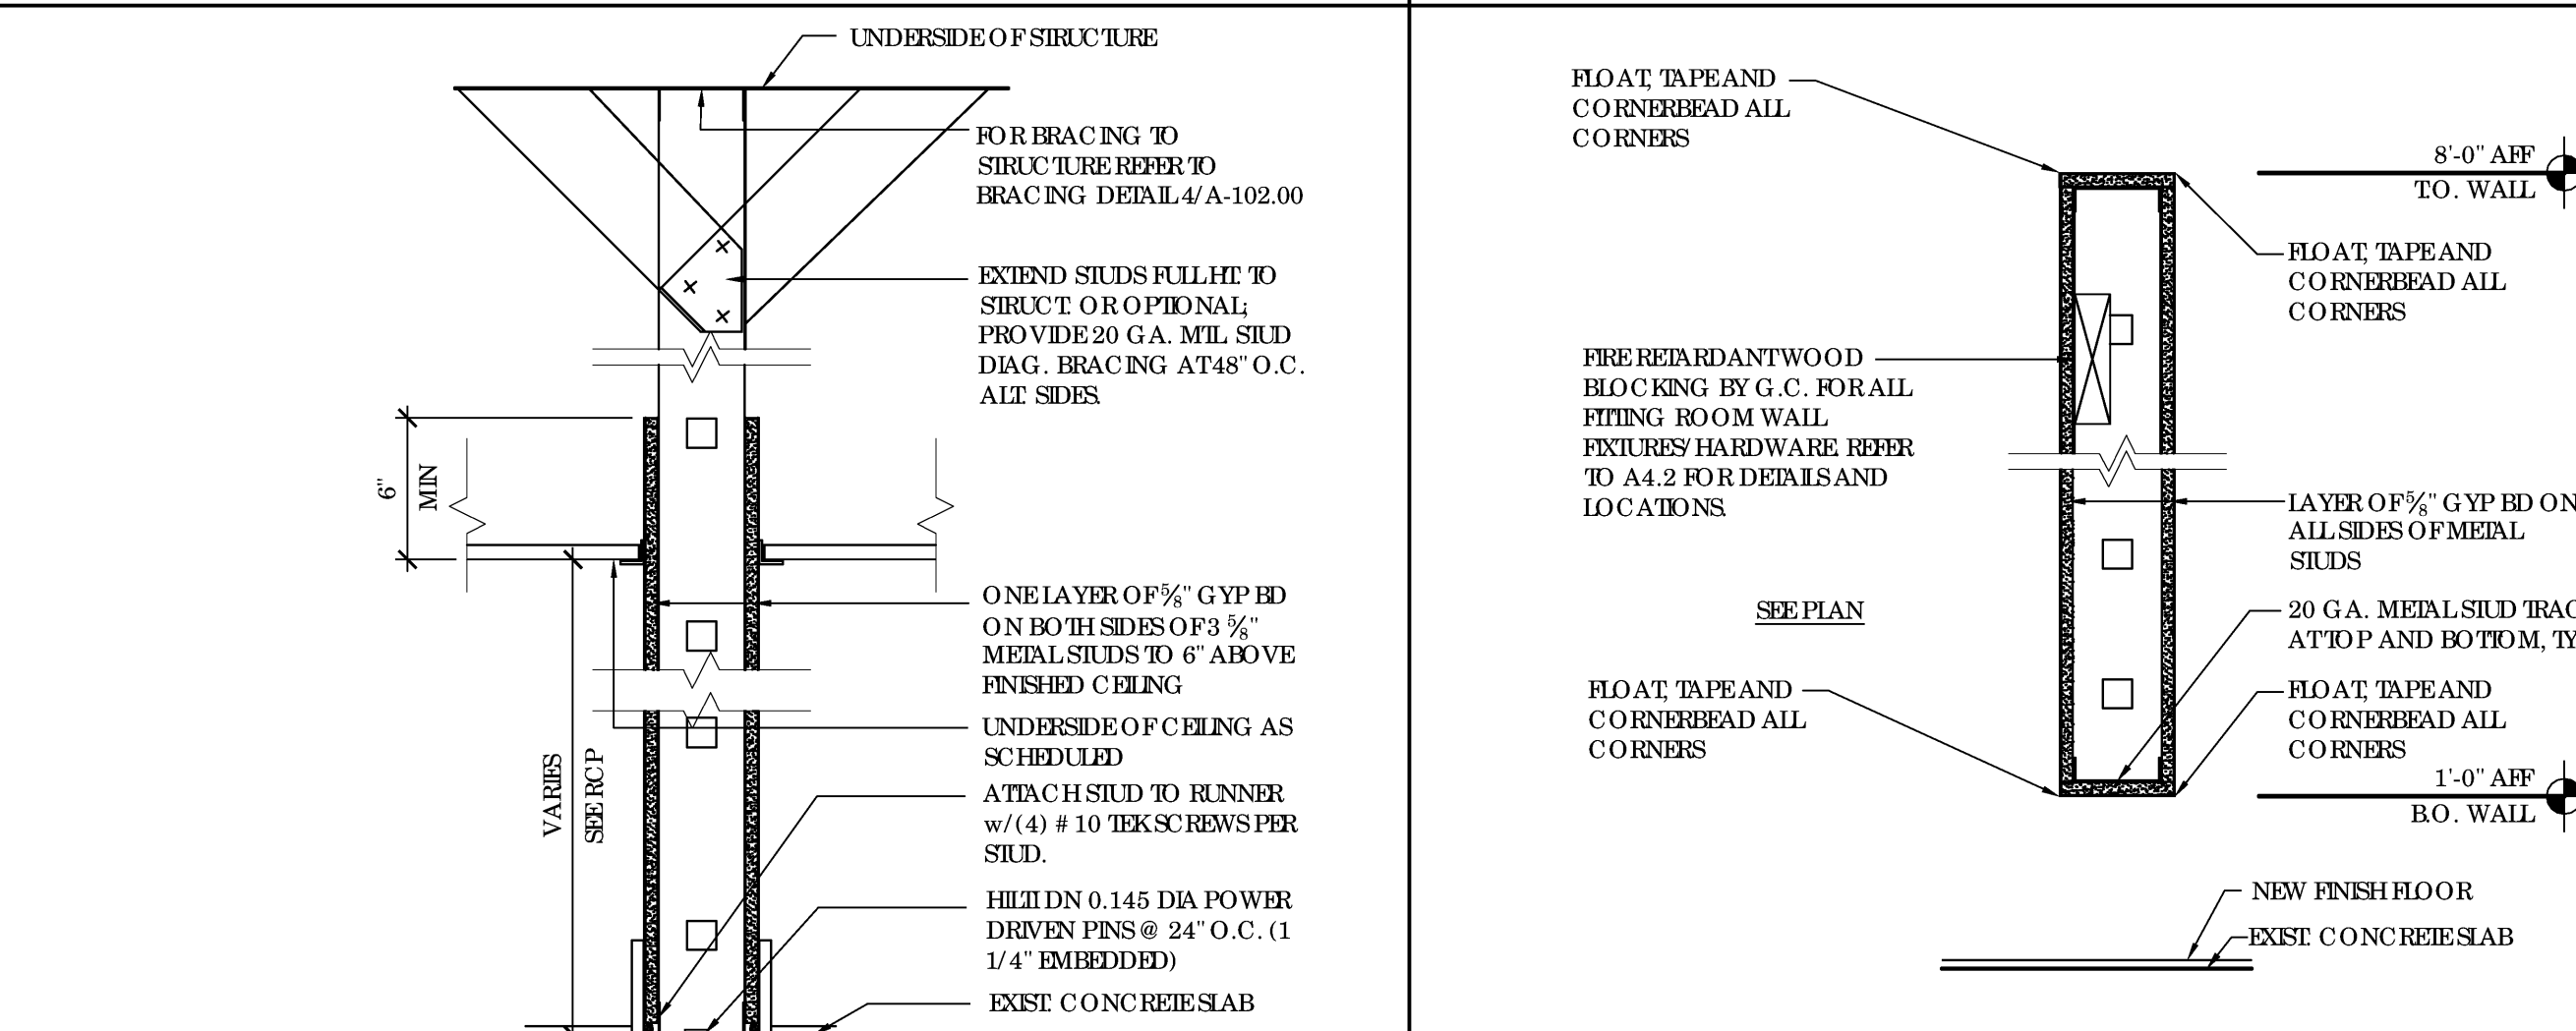 UNDERSIDE OF STRUCTURE
FOR BRACING TO
STRUCTURE REFER TO
BRACING DETAIL 4/A-102.00
EXTEND STUDS FULL HT. TO
STRUCT. OR OPTIONAL;
PROVIDE 20 GA. MTL STUD
DIAG. BRACING AT 48" O.C.
ALT. SIDES.
6"
MIN
ONE LAYER OF 5/8" GYP BD
ON BOTH SIDES OF 3 5/8"
METAL STUDS TO 6" ABOVE
FINISHED CEILING
UNDERSIDE OF CEILING AS
SCHEDULED
VARIES
SEE RCP
ATTACH STUD TO RUNNER
w/(4) #10 TEK SCREWS PER
STUD.
HILTI DN 0.145 DIA POWER
DRIVEN PINS @ 24" O.C. (1
1/4" EMBEDDED)
EXIST. CONCRETE SLAB
FLOAT, TAPE AND
CORNERBEAD ALL
CORNERS
8'-0" AFF
T.O. WALL
FLOAT, TAPE AND
CORNERBEAD ALL
CORNERS
FIRE RETARDANT WOOD
BLOCKING BY G.C. FOR ALL
FITTING ROOM WALL
FIXTURES/HARDWARE. REFER
TO A4.2 FOR DETAILS AND
LOCATIONS.
LAYER OF 5/8" GYP BD ON
ALL SIDES OF METAL
STUDS
SEE PLAN
20 GA. METAL STUD TRAC
AT TOP AND BOTTOM, TY
FLOAT, TAPE AND
CORNERBEAD ALL
CORNERS
FLOAT, TAPE AND
CORNERBEAD ALL
CORNERS
1'-0" AFF
B.O. WALL
NEW FINISH FLOOR
EXIST. CONCRETE SLAB